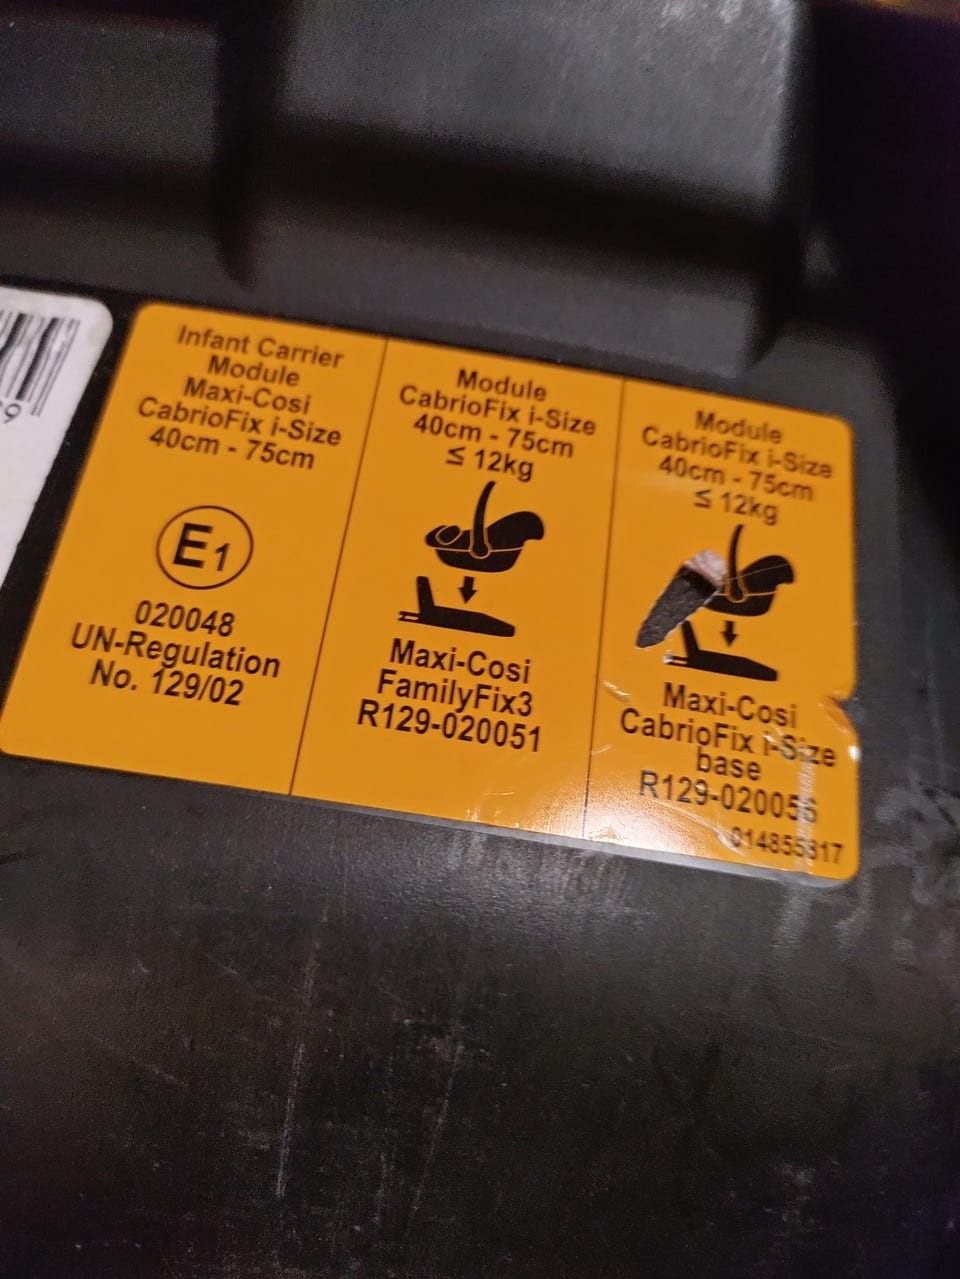 Infant Carrier
Module
Maxi-Cosi
CabrioFix i-Size
40cm - 75cm
E1
020048
UN-Regulation
No. 129/02
Module
CabrioFix i-Size
40cm - 75cm
≤ 12kg
Maxi-Cosi
FamilyFix3
R129-020051
Module
CabrioFix i-Size
40cm - 75cm
≤ 12kg
Maxi-Cosi
CabrioFix i-Size
base
R129-020056